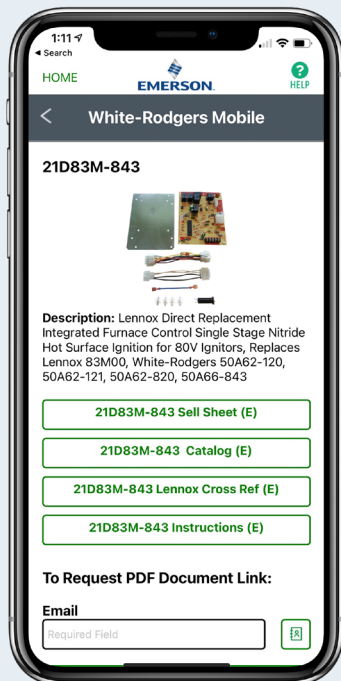 1:11
Search
HOME
EMERSON.
HELP
White-Rodgers Mobile
21D83M-843
Description: Lennox Direct Replacement
Integrated Furnace Control Single Stage Nitride
Hot Surface Ignition for 80V Ignitors, Replaces
Lennox 83M00, White-Rodgers 50A62-120,
50A62-121, 50A62-820, 50A66-843
21D83M-843 Sell Sheet (E)
21D83M-843 Catalog (E)
21D83M-843 Lennox Cross Ref (E)
21D83M-843 Instructions (E)
To Request PDF Document Link:
Email
Required Field